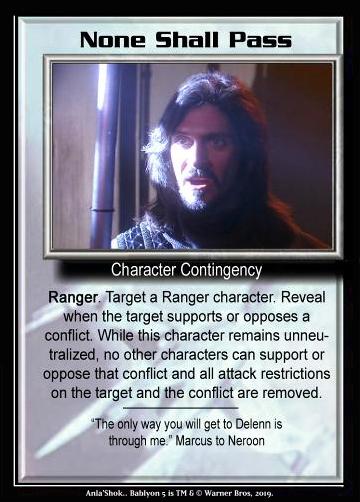 None Shall Pass
Character Contingency
Ranger. Target a Ranger character. Reveal
when the target supports or opposes a
conflict. While this character remains unneu-
tralized, no other characters can support or
oppose that conflict and all attack restrictions
on the target and the conflict are removed.
“The only way you will get to Delenn is
through me.” Marcus to Neroon
Anla'Shok.. Bablyon 5 is TM & © Warner Bros, 2019.